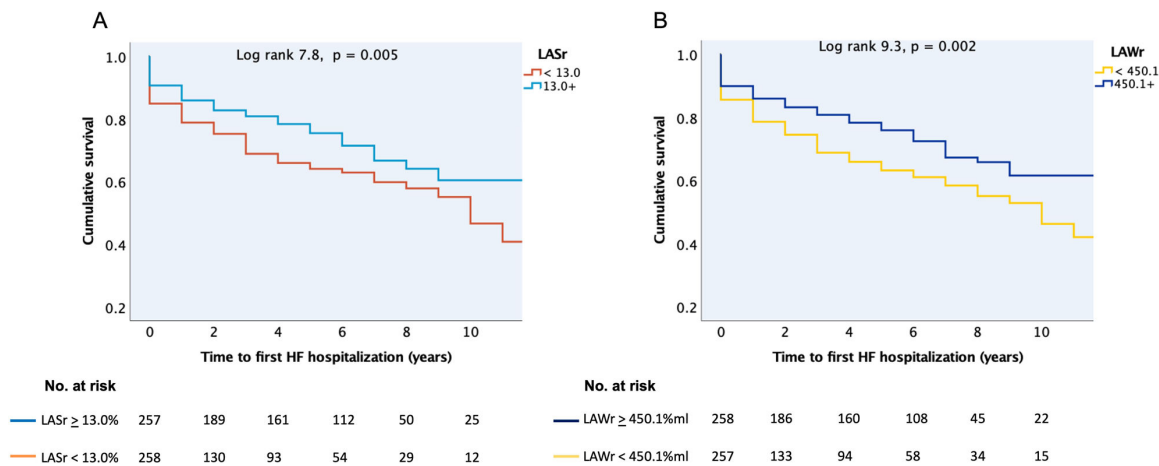 A
Log rank 7.8, p = 0.005
LASr
< 13.0
13.0+
Cumulative survival
1.0
0.8
0.6
0.4
0.2
0 2 4 6 8 10
Time to first HF hospitalization (years)
No. at risk
LASr ≥ 13.0% 257 189 161 112 50 25
LASr < 13.0% 258 130 93 54 29 12
B
Log rank 9.3, p = 0.002
LAWr
< 450.1
450.1+
Cumulative survival
1.0
0.8
0.6
0.4
0.2
0 2 4 6 8 10
Time to first HF hospitalization (years)
No. at risk
LAWr ≥ 450.1%ml 258 186 160 108 45 22
LAWr < 450.1%ml 257 133 94 58 34 15